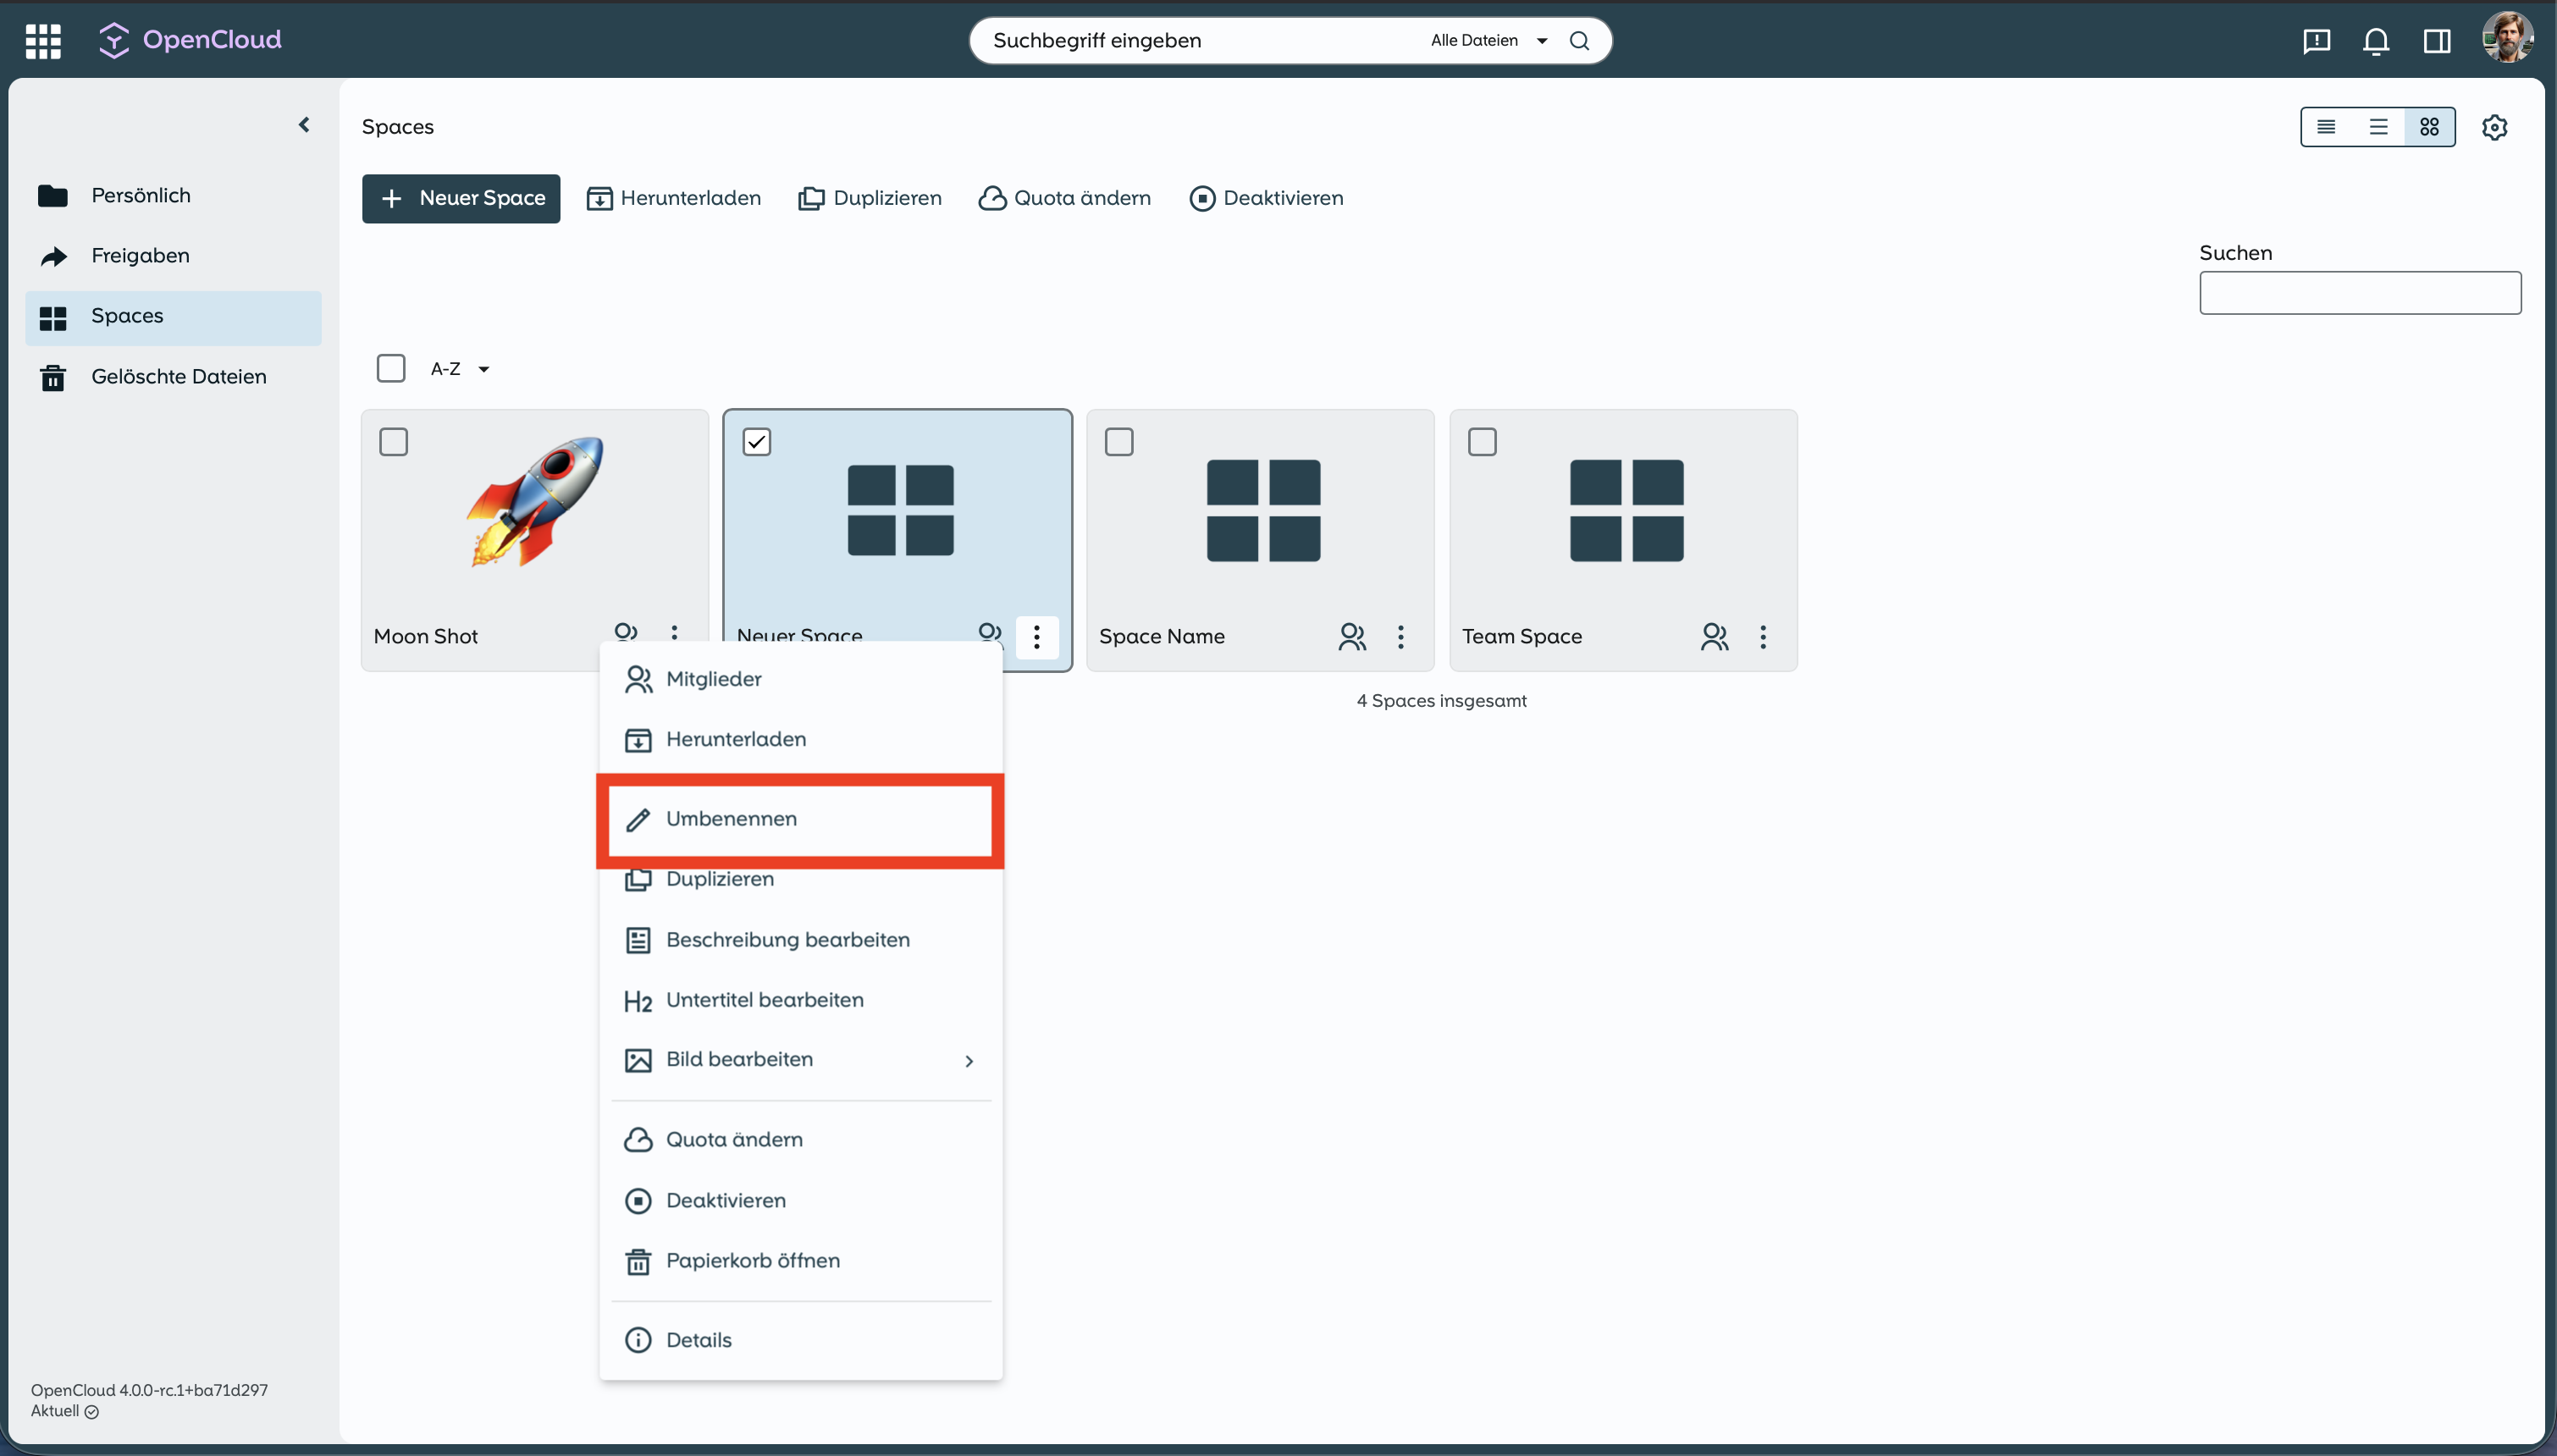 OpenCloud
Suchbegriff eingeben
Alle Dateien
Persönlich
Freigaben
Spaces
Gelöschte Dateien
Spaces
Neuer Space
Herunterladen
Duplizieren
Quota ändern
Deaktivieren
Suchen
A-Z
Moon Shot
Neuer Space
Space Name
Team Space
4 Spaces insgesamt
Mitglieder
Herunterladen
Umbenennen
Duplizieren
Beschreibung bearbeiten
H2 Untertitel bearbeiten
Bild bearbeiten
Quota ändern
Deaktivieren
Papierkorb öffnen
Details
OpenCloud 4.0.0-rc.1+ba71d297
Aktuell